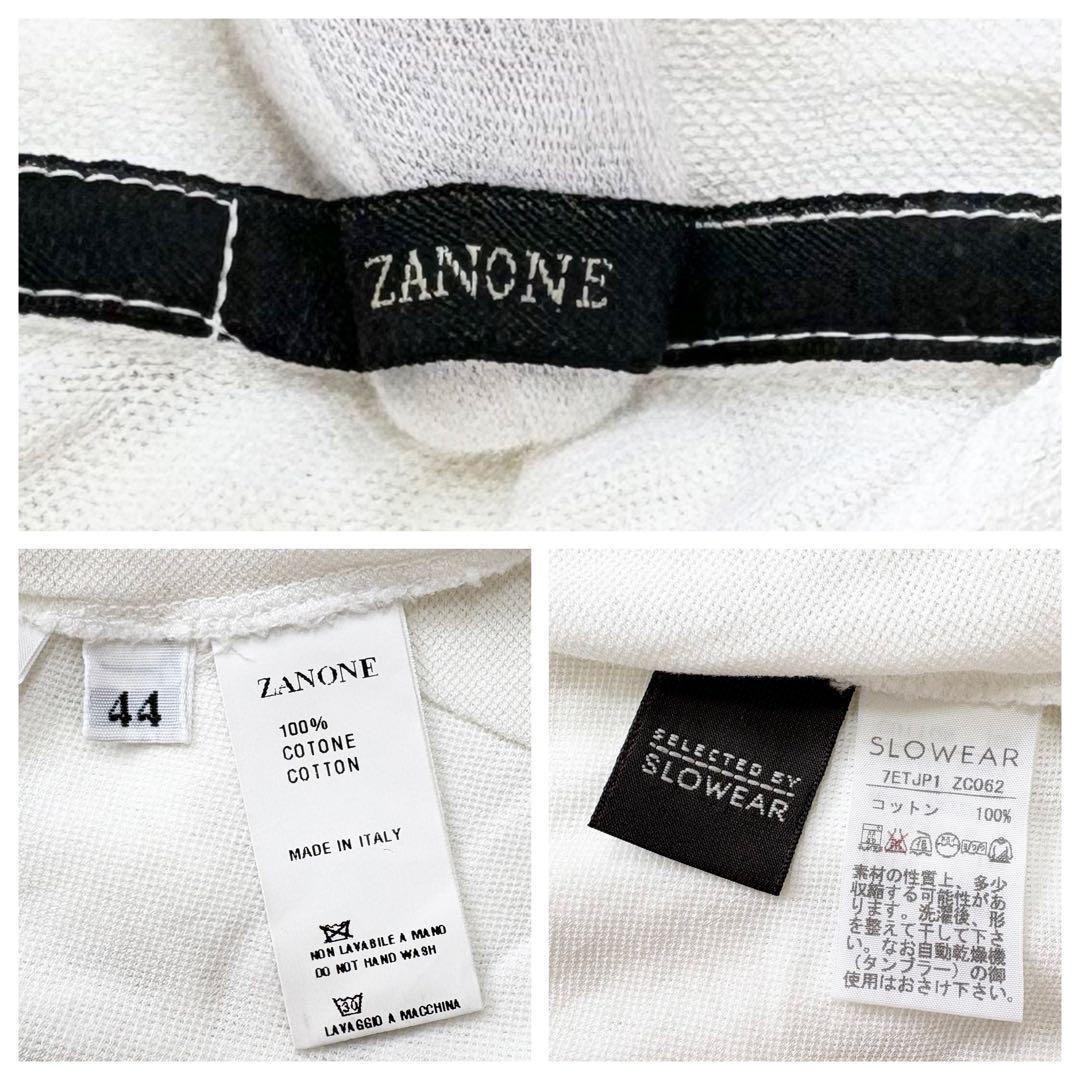 ZANONE
44
ZANONE
100%
COTONE
COTTON
MADE IN ITALY
NON LAVABILE A MANO
DO NOT HAND WASH
30
LAVAGGIO A MACCHINA
SELECTED BY
SLOWEAR
SLOWEAR
7ETJP1 ZC062
コットン 100%
素材の性質上、多少
収縮する可能性があ
ります。洗濯後、形
を整えて干して下さ
い。なお自動乾燥機
(タンブラー)の御
使用はおさけ下さい。